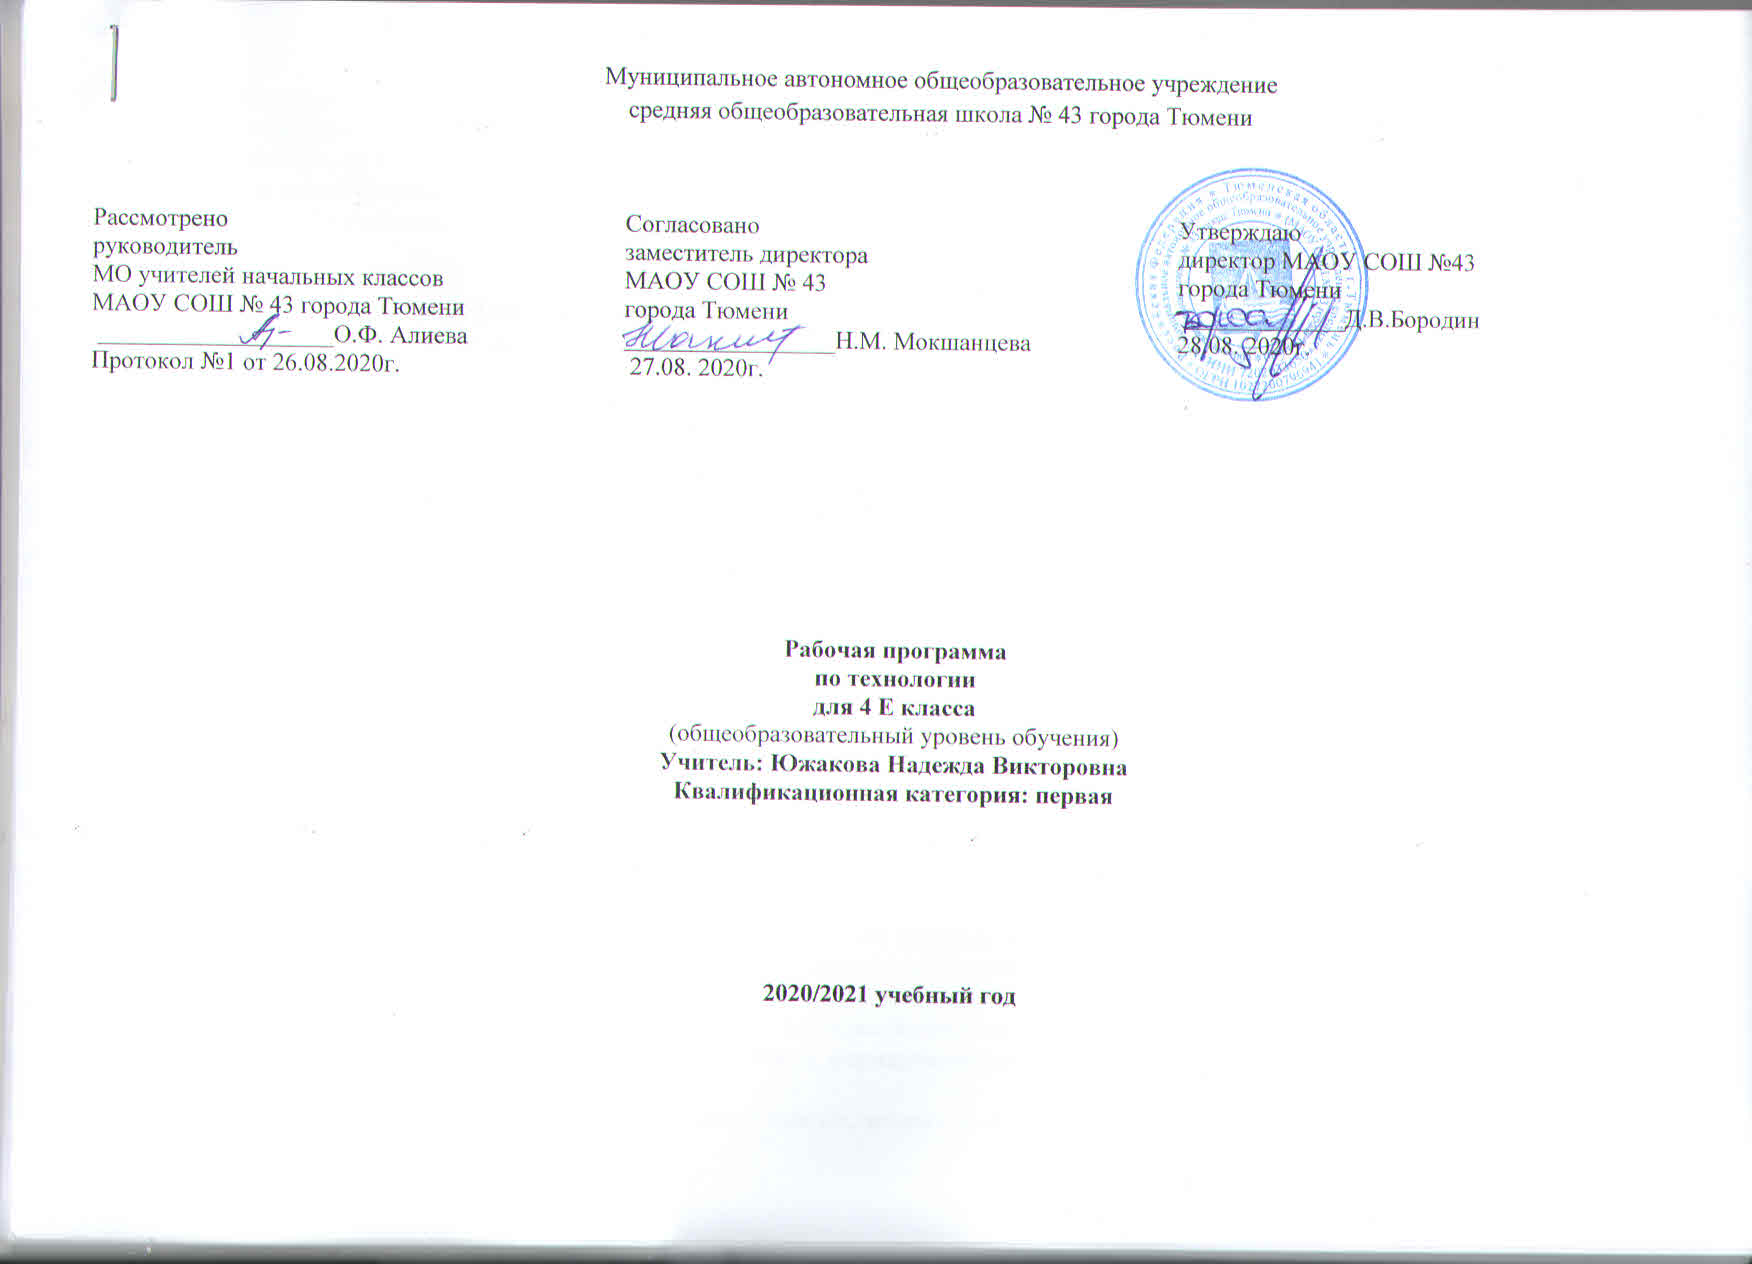 Муниципальное автономное общеобразовательное учреждение
средняя общеобразовательная школа № 43 города Тюмени
Рассмотрено
руководитель
МО учителей начальных классов
МАОУ СОШ № 43 города Тюмени
О.Ф. Алиева
Протокол №1 от 26.08.2020г.
Согласовано
заместитель директора
МАОУ СОШ № 43
города Тюмени
Н.М. Мокшанцева
27.08. 2020г.
Утверждаю
директор МАОУ СОШ №43
города Тюмени
Д.В.Бородин
28.08. 2020г.
Рабочая программа
по технологии
для 4 Е класса
(общеобразовательный уровень обучения)
Учитель: Южакова Надежда Викторовна
Квалификационная категория: первая
2020/2021 учебный год